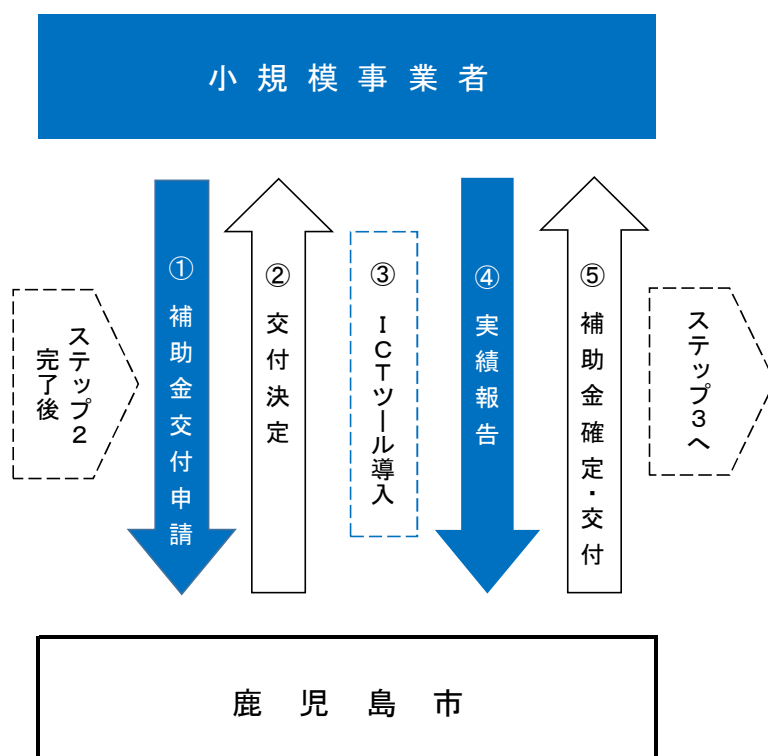 小規模事業者
ステップ２
完了後
①補助金交付申請
②交付決定
③ICTツール導入
④実績報告
⑤補助金確定・交付
ステップ３へ
鹿児島市